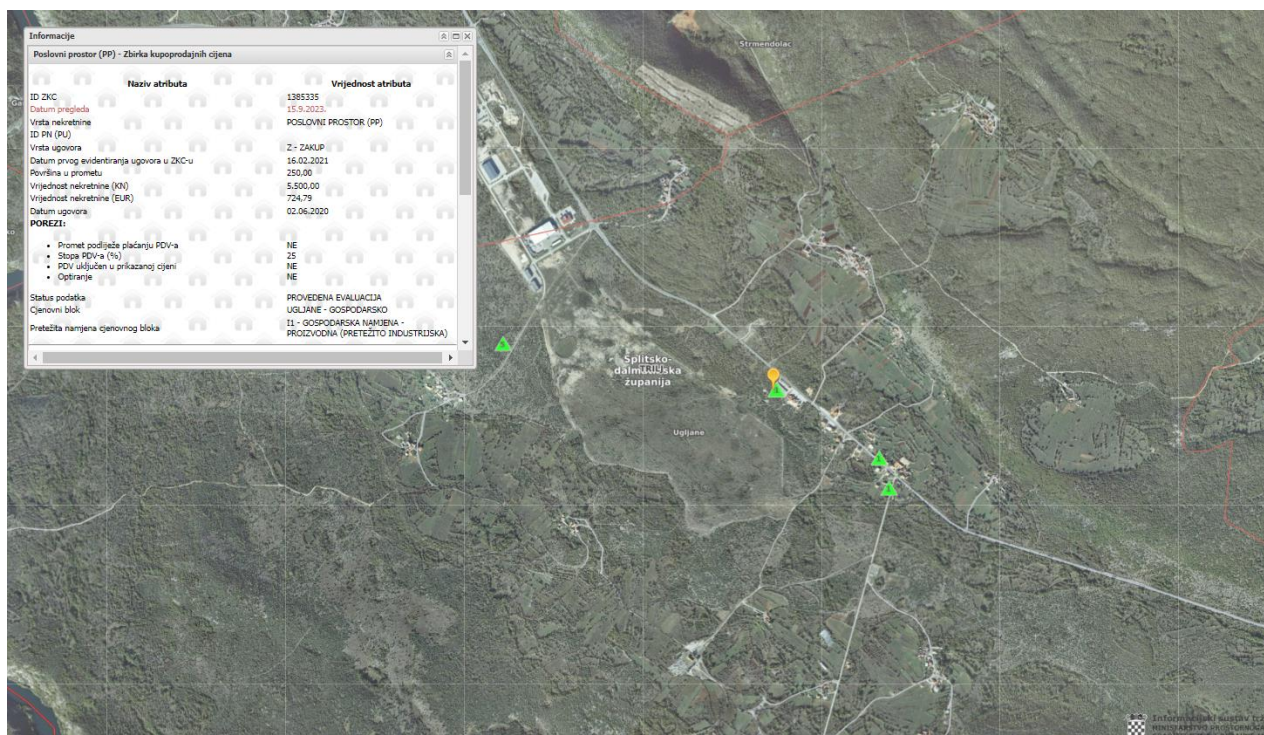 Informacije
Poslovni prostor (PP) - Zbirka kupoprodajnih cijena
Naziv atributa Vrijednost atributa
ID ZKC 1385335
Datum pregleda 15.9.2023.
Vrsta nekretnine POSLOVNI PROSTOR (PP)
ID PN (PU)
Vrsta ugovora Z - ZAKUP
Datum prvog evidentiranja ugovora u ZKC-u 16.02.2021
Površina u prometu 250,00
Vrijednost nekretnine (KN) 5.500,00
Vrijednost nekretnine (EUR) 724,79
Datum ugovora 02.06.2020
POREZI:
• Promet podliježe plaćanju PDV-a NE
• Stopa PDV-a (%) 25
• PDV uključen u prikazanoj cijeni NE
• Optiranje NE
Status podatka PROVEDENA EVALUACIJA
Cjenovni blok UGLJANE - GOSPODARSKO
Pretežita namjena cjenovnog bloka I1 - GOSPODARSKA NAMJENA -
PROIZVODNA (PRETEŽITO INDUSTRIJSKA)
Strmendolac
Splitsko-
dalmatinska
županija
Ugljane
Informacijski sustav trž
MINISTARSTVO PROSTORNOGA